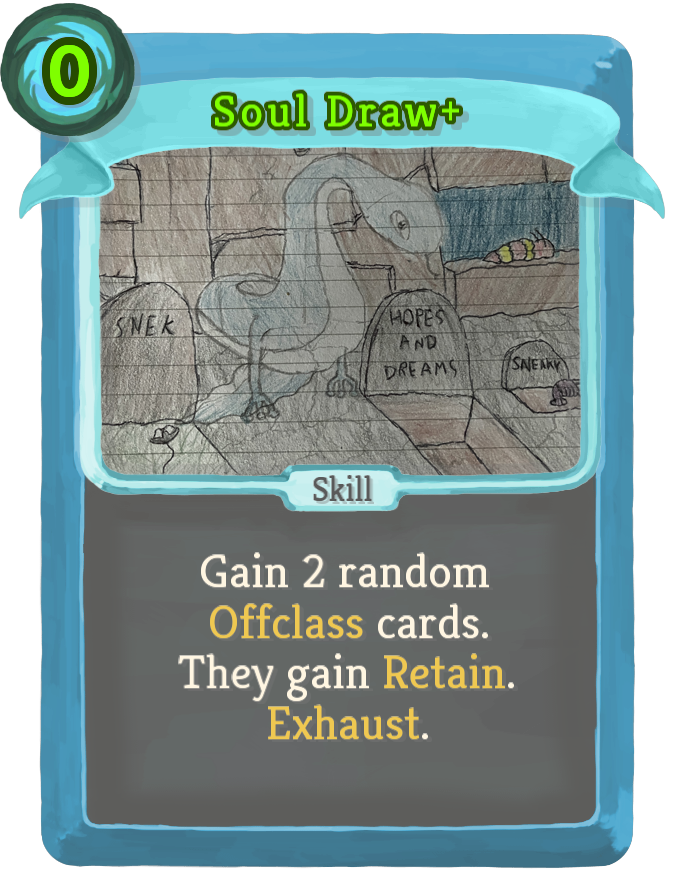 0
Soul Draw+
SNEK
HOPES
AND
DREAMS
SNEAKY
Skill
Gain 2 random
Offclass cards.
They gain Retain.
Exhaust.